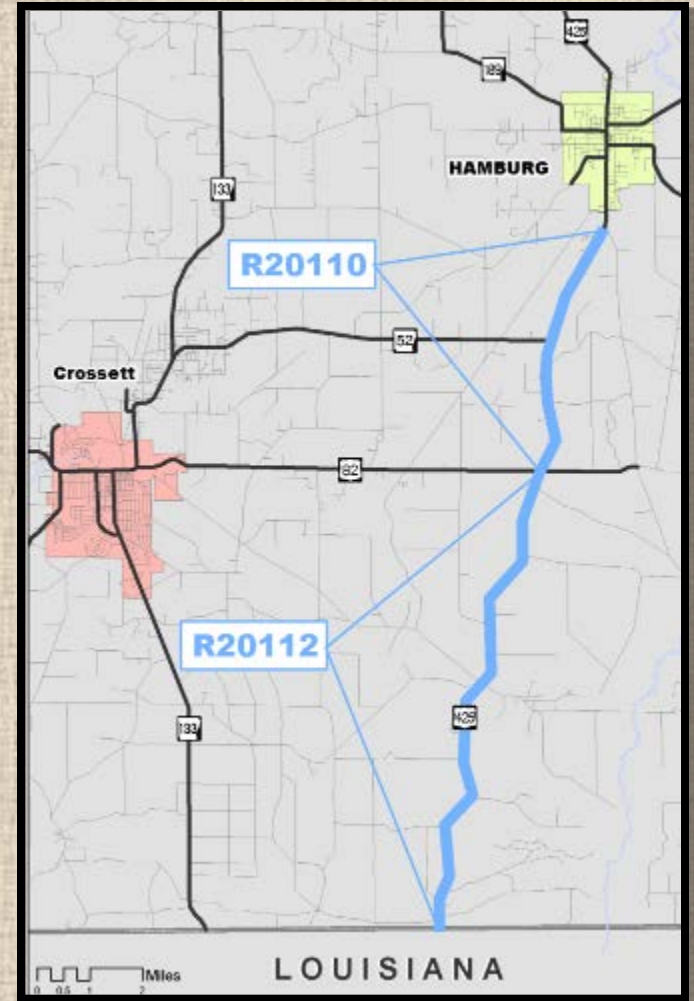 425
189
HAMBURG
133
R20110
52
Crossett
82
R20112
425
133
LOUISIANA
Miles
0 0.5 1 2